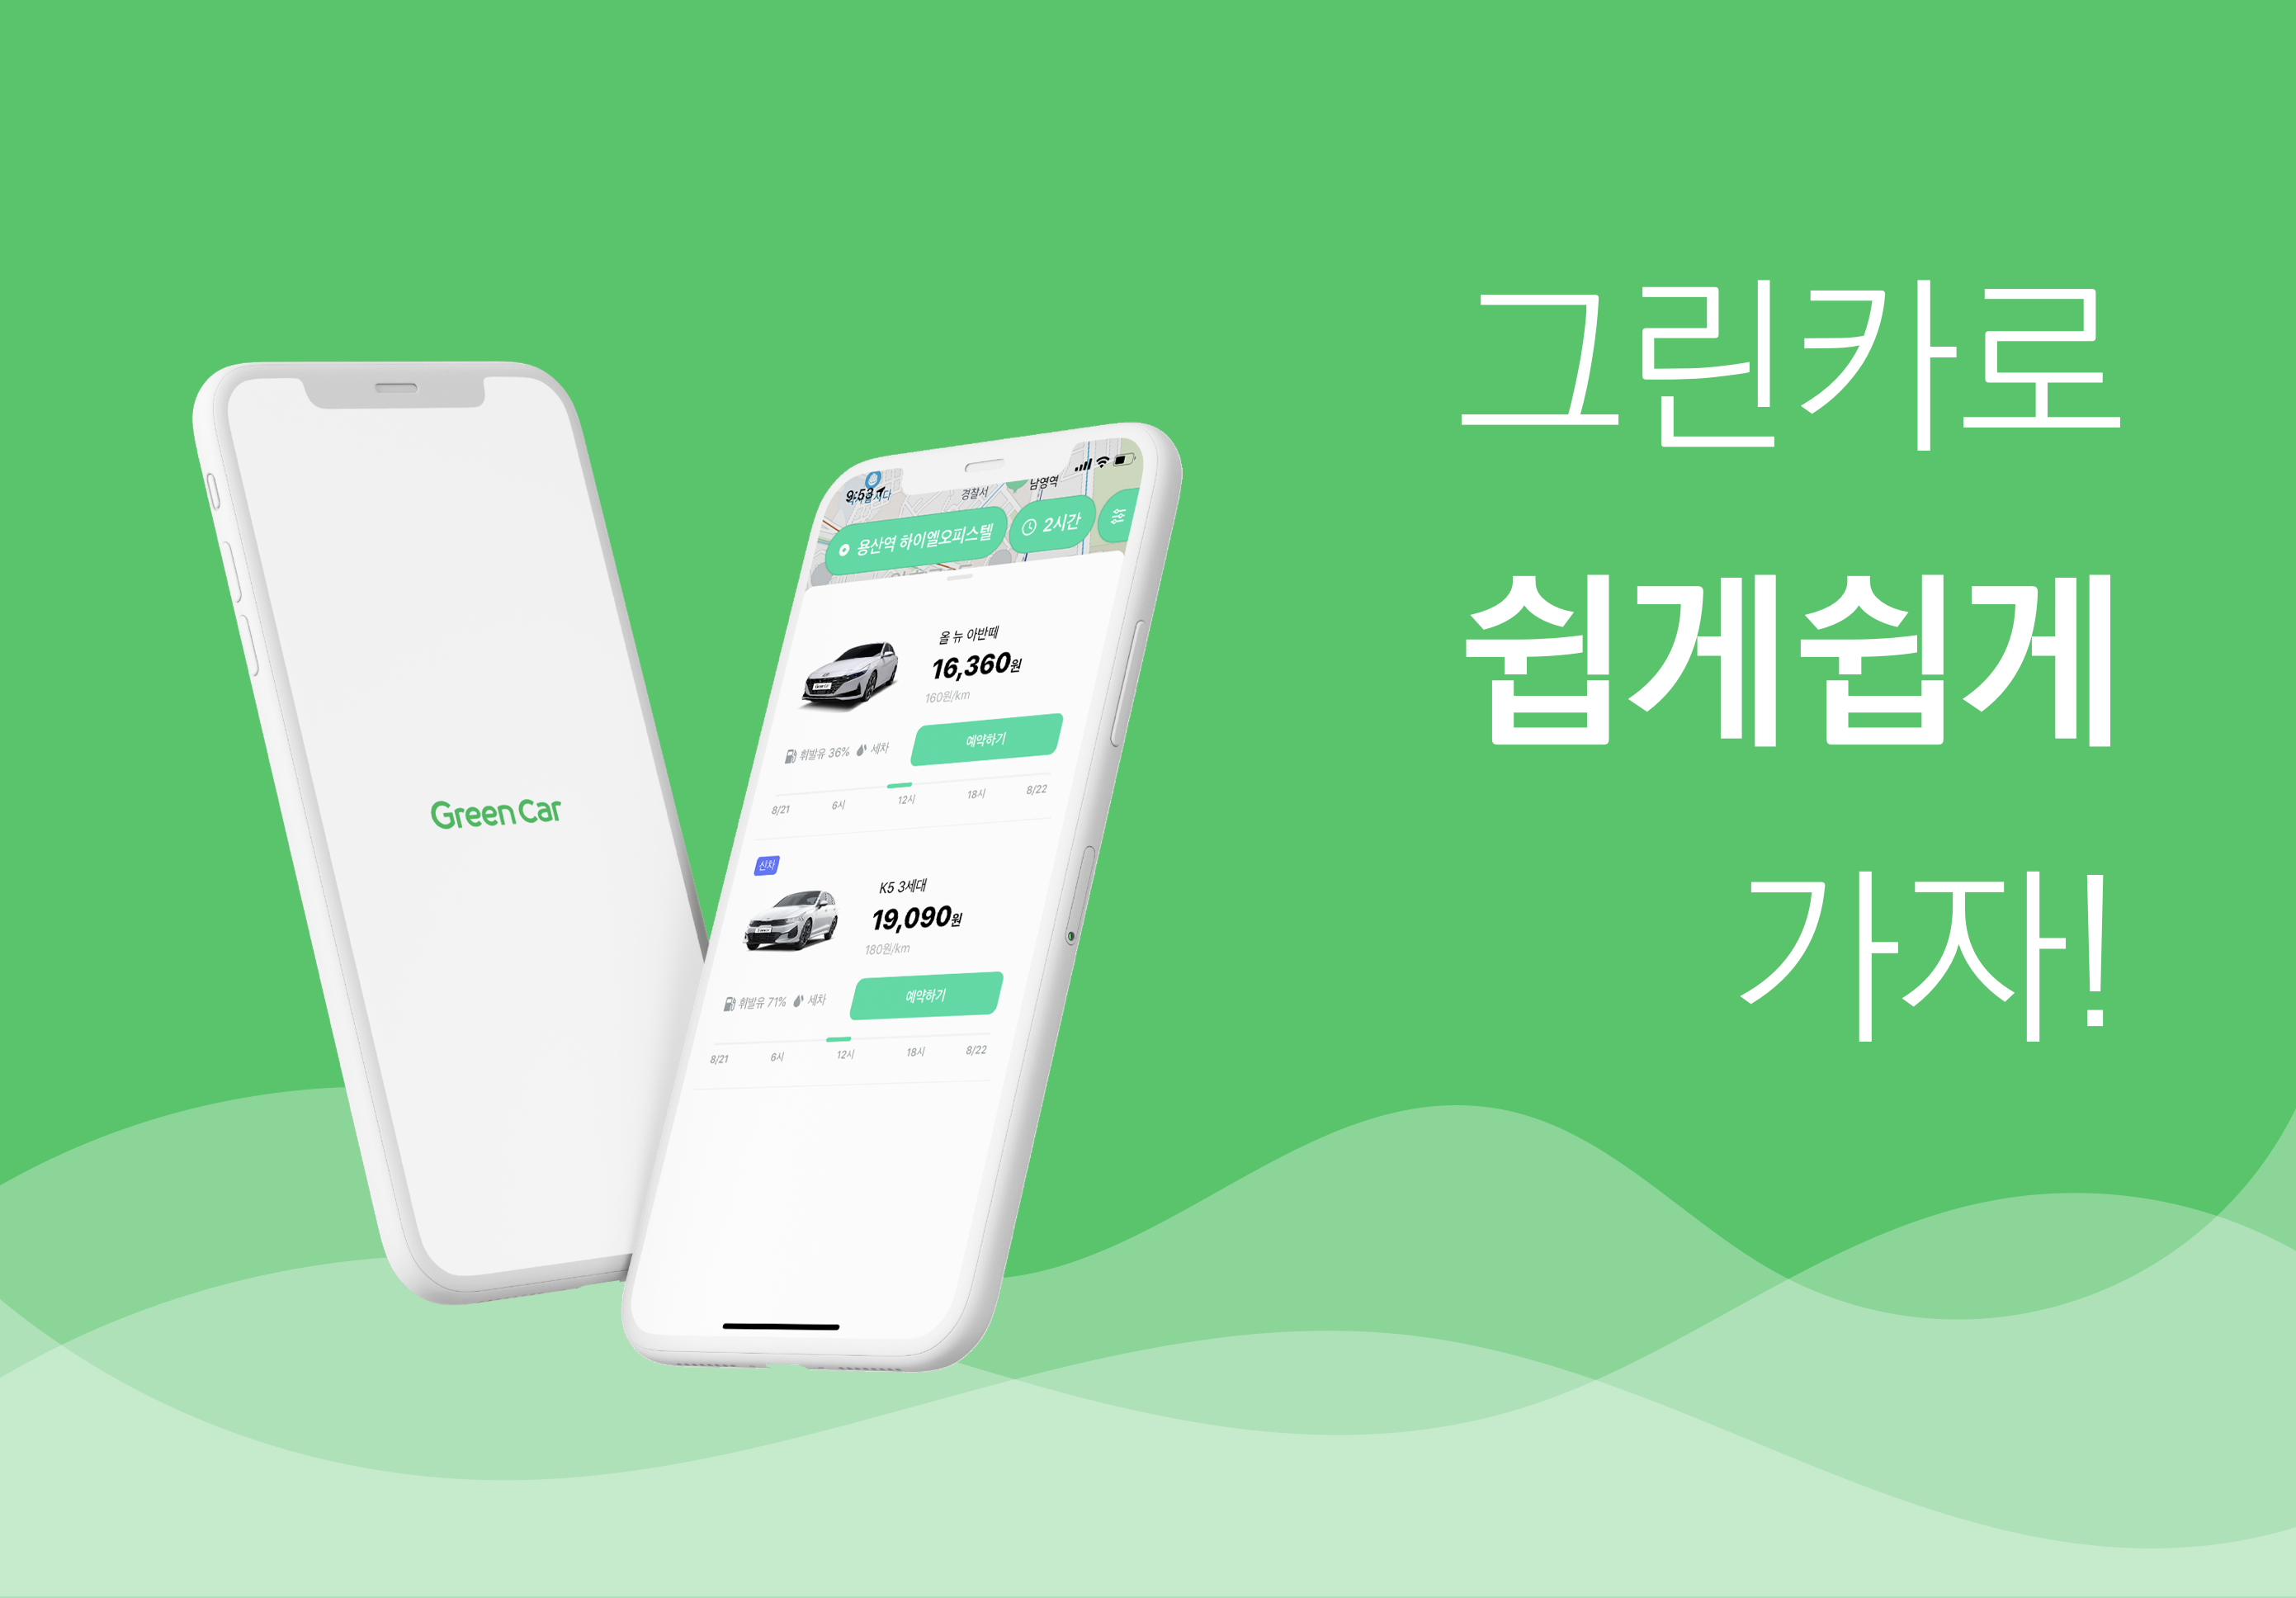 그린카로
쉽게쉽게
가자!
Green Car
9:53
경찰서
남영역
용산역 하이엘오피스텔
2시간
올 뉴 아반떼
16,360원
160원/km
휘발유 36% 세차
예약하기
8/21 6시 12시 18시 8/22
신차
K5 3세대
19,090원
180원/km
휘발유 71% 세차
예약하기
8/21 6시 12시 18시 8/22